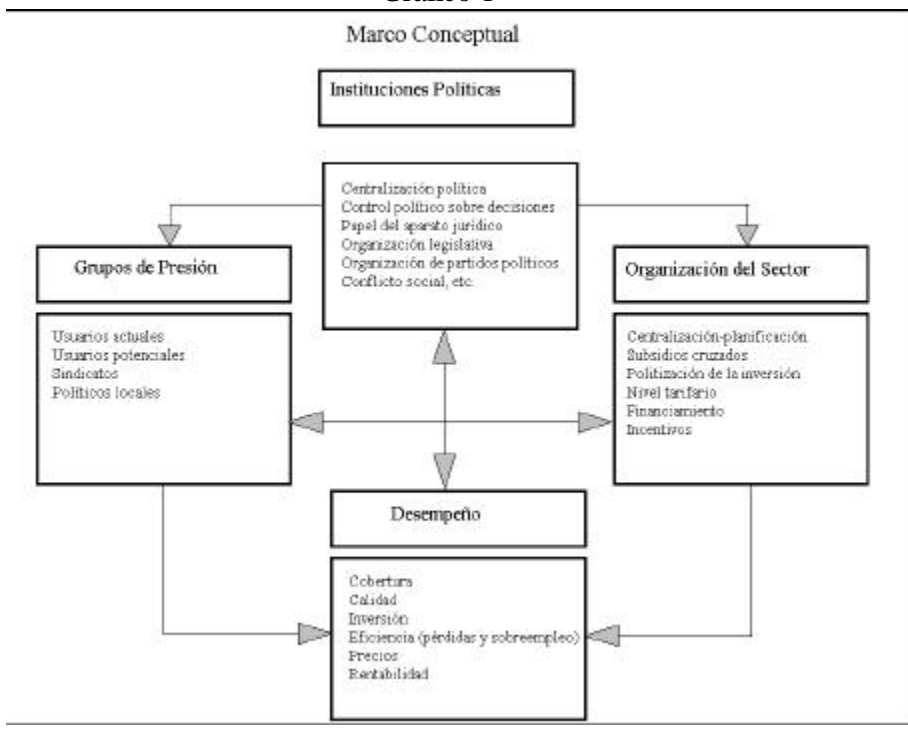 Marco Conceptual
Instituciones Políticas
Centralización política
Control político sobre decisiones
Papel del aparato jurídico
Organización legislativa
Organización de partidos políticos
Conflicto social, etc.
Grupos de Presión
Usuarios actuales
Usuarios potenciales
Sindicatos
Políticos locales
Organización del Sector
Centralización-planificación
Subsidios cruzados
Politización de la inversión
Nivel tarifario
Financiamiento
Incentivos
Desempeño
Cobertura
Calidad
Inversión
Eficiencia (pérdidas y sobreempleo)
Precios
Rentabilidad